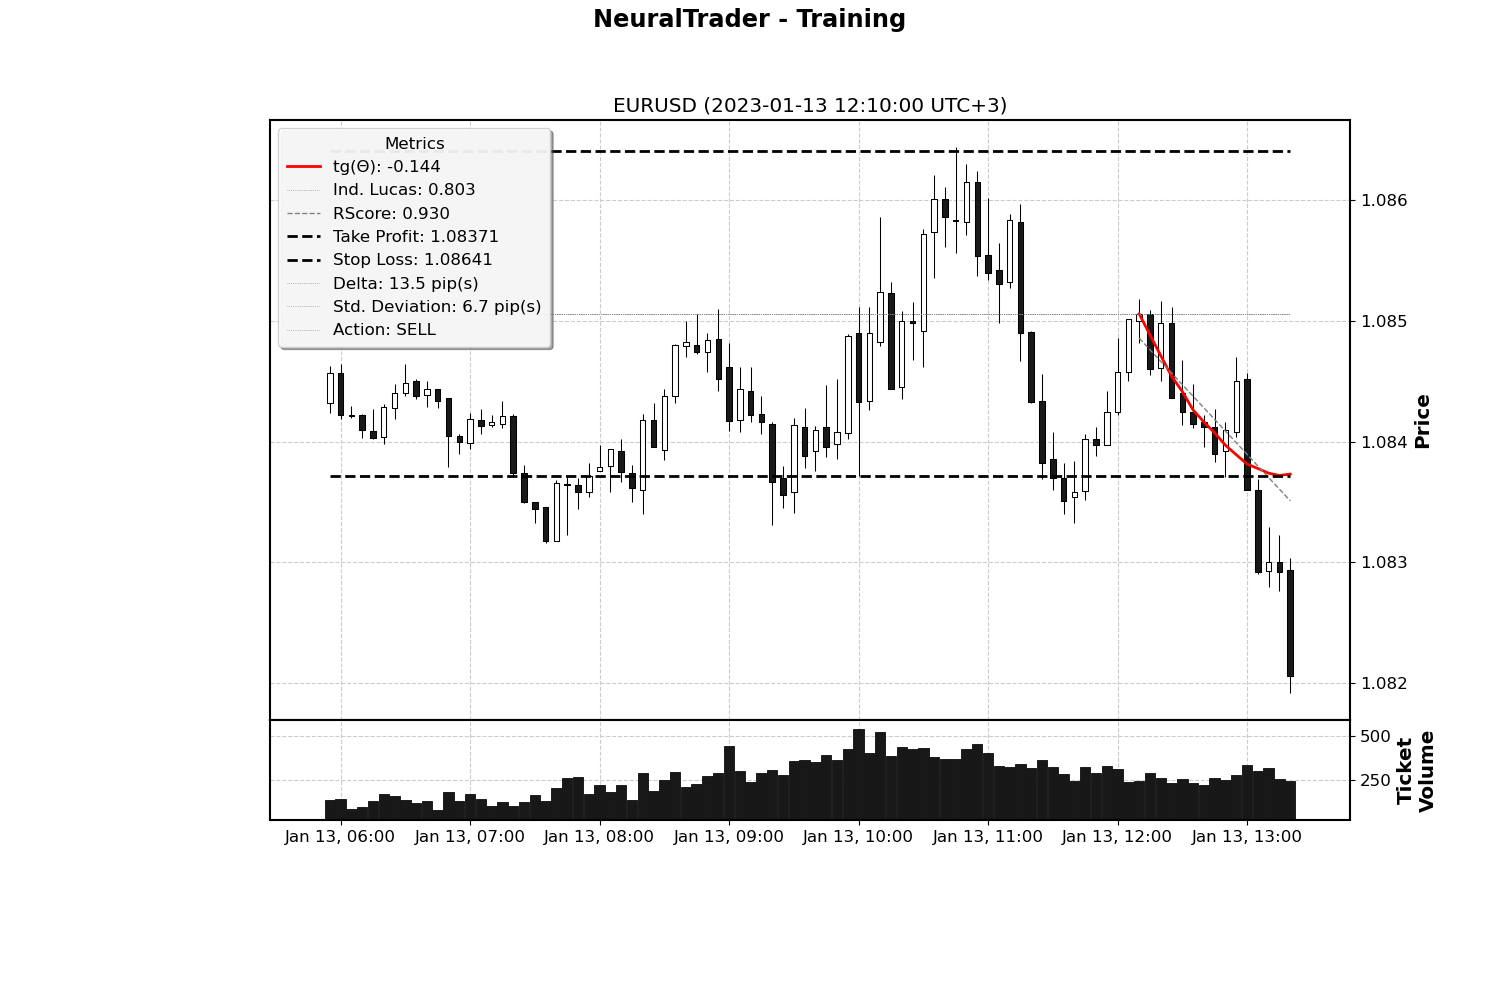 NeuralTrader - Training
EURUSD (2023-01-13 12:10:00 UTC+3)
Metrics
tg(Θ): -0.144
Ind. Lucas: 0.803
RScore: 0.930
Take Profit: 1.08371
Stop Loss: 1.08641
Delta: 13.5 pip(s)
Std. Deviation: 6.7 pip(s)
Action: SELL
1.086
1.085
1.084
1.083
1.082
Price
500
250
Ticket
Volume
Jan 13, 06:00
Jan 13, 07:00
Jan 13, 08:00
Jan 13, 09:00
Jan 13, 10:00
Jan 13, 11:00
Jan 13, 12:00
Jan 13, 13:00